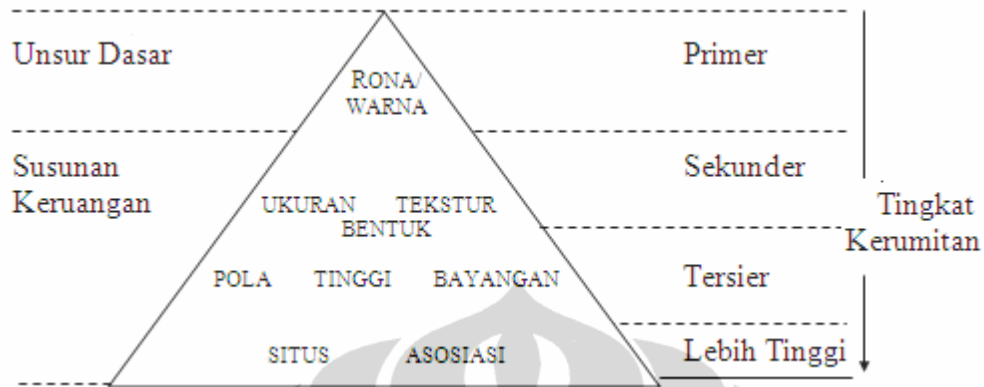 Unsur Dasar
Primer
RONA/
WARNA
Susunan
Keruangan
Sekunder
UKURAN TEKSTUR
BENTUK
Tingkat
Kerumitan
POLA TINGGI BAYANGAN
Tersier
SITUS ASOSIASI
Lebih Tinggi